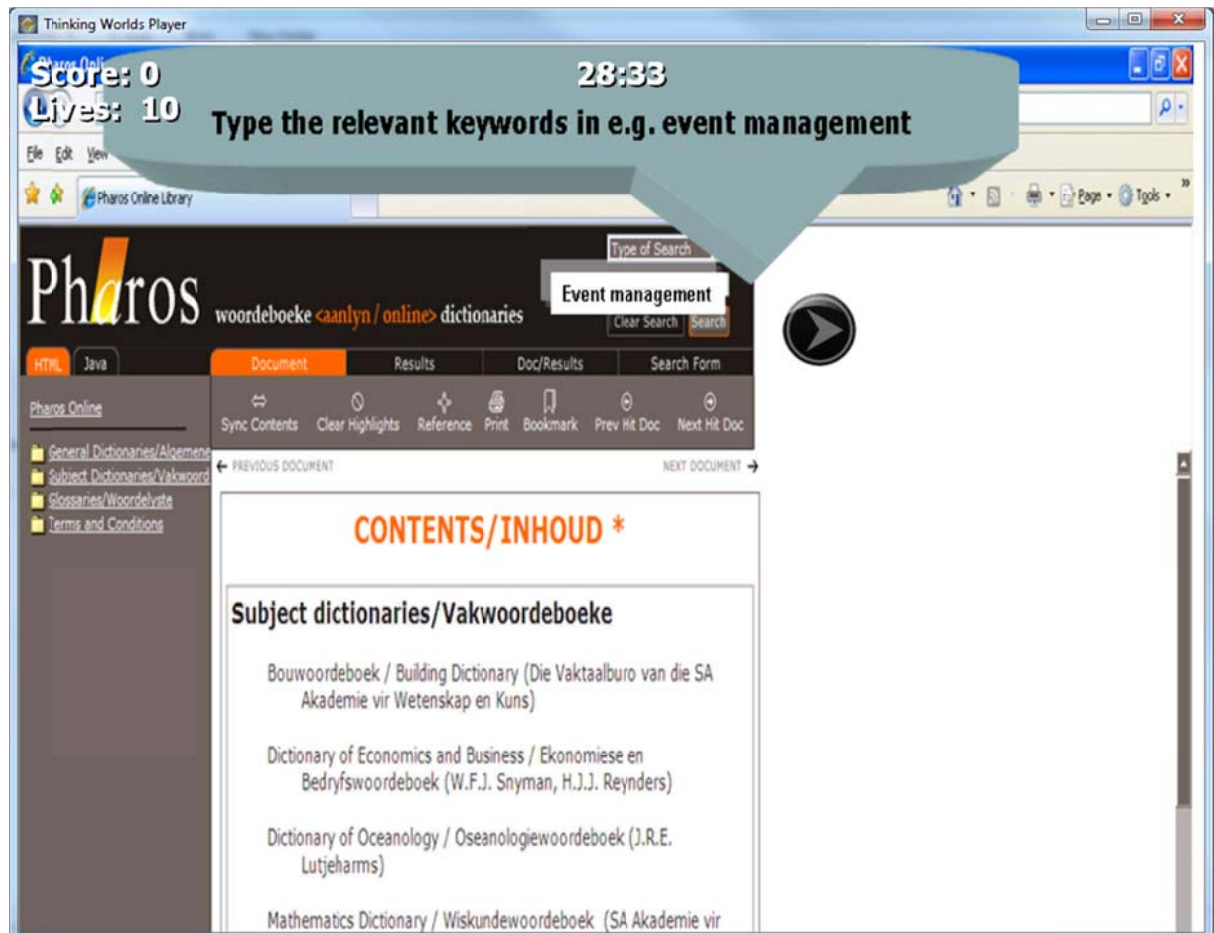 Thinking Worlds Player
Score: 0
28:33
Lives: 10
Type the relevant keywords in e.g. event management
File Edit View
Pharos Online Library
Page Tools
Type of Search
Pharos
woordeboeke <aanlyn / online> dictionaries
Event management
Clear Search Search
HTML Java
Document Results Doc/Results Search Form
Sync Contents Clear Highlights Reference Print Bookmark Prev Hit Doc Next Hit Doc
Pharos Online
General Dictionaries/Algemene
Subject Dictionaries/Vakwoord
Glossaries/Woordelyste
Terms and Conditions
PREVIOUS DOCUMENT NEXT DOCUMENT
CONTENTS/INHOUD *
Subject dictionaries/Vakwoordeboeke
Bouwoordeboek / Building Dictionary (Die Vaktaalburo van die SA
Akademie vir Wetenskap en Kuns)
Dictionary of Economics and Business / Ekonomiese en
Bedryfswoordeboek (W.F.J. Snyman, H.J.J. Reynders)
Dictionary of Oceanology / Oseanologiewoordeboek (J.R.E.
Lutjeharms)
Mathematics Dictionary / Wiskundewoordeboek (SA Akademie vir